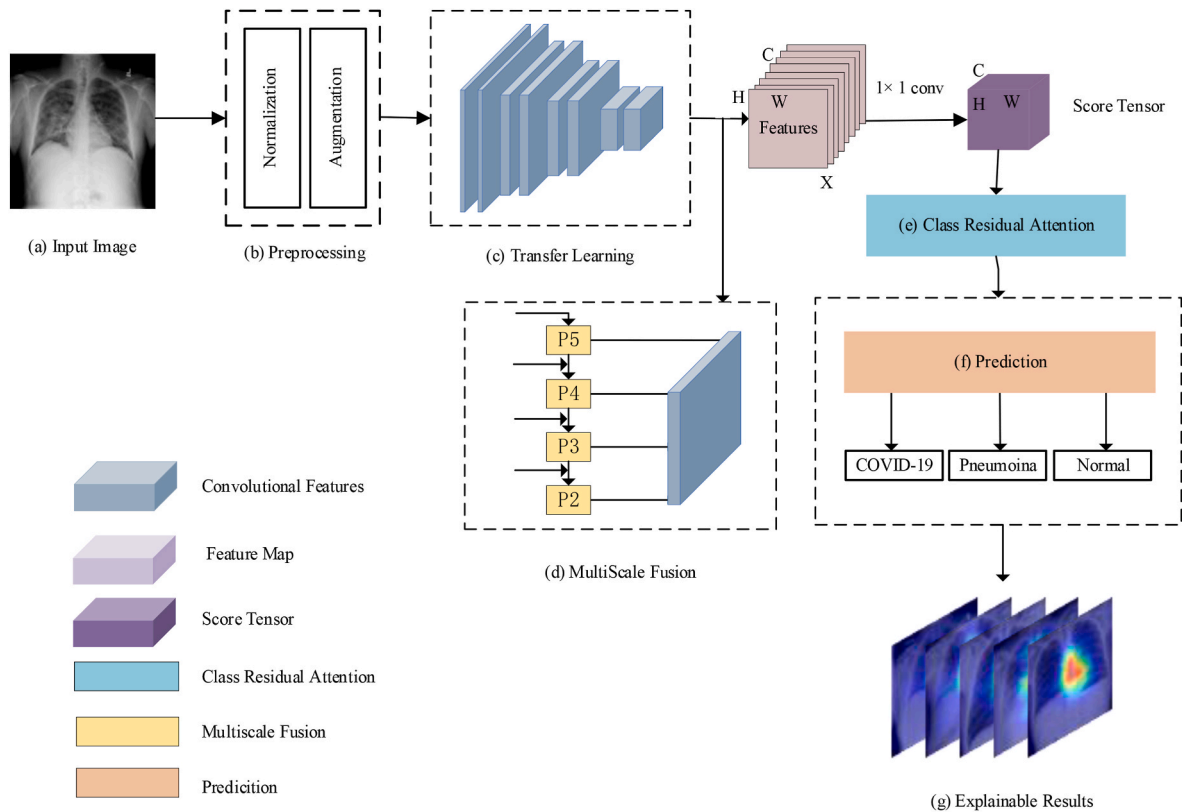 Normalization
Augmentation
(a) Input Image
(b) Preprocessing
(c) Transfer Learning
C
H
W
Features
X
1× 1 conv
C
H
W
Score Tensor
(e) Class Residual Attention
P5
P4
P3
P2
(d) MultiScale Fusion
(f) Prediction
COVID-19
Pneumoina
Normal
Convolutional Features
Feature Map
Score Tensor
Class Residual Attention
Multiscale Fusion
Predicition
(g) Explainable Results